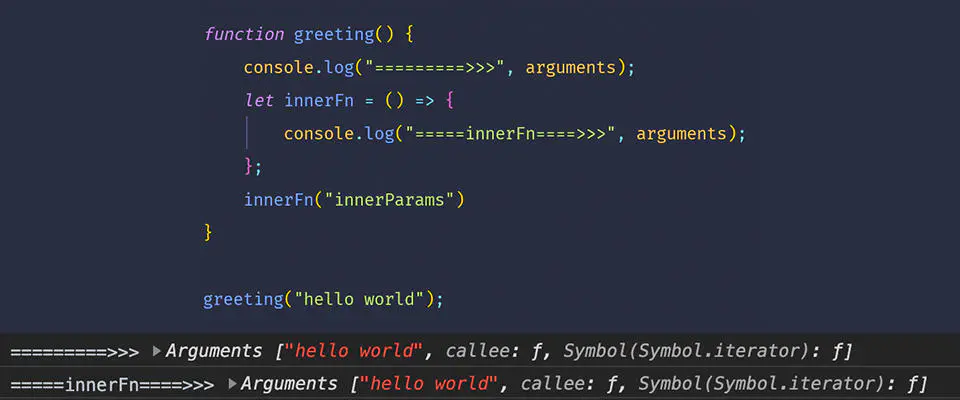 function greeting() {
console.log("=========>>>", arguments);
let innerFn = () => {
console.log("=====innerFn====>>>", arguments);
};
innerFn("innerParams")
}
greeting("hello world");
=========>>> ▶Arguments ["hello world", callee: ƒ, Symbol(Symbol.iterator): ƒ]
=====innerFn====>>> ▶Arguments ["hello world", callee: ƒ, Symbol(Symbol.iterator): ƒ]